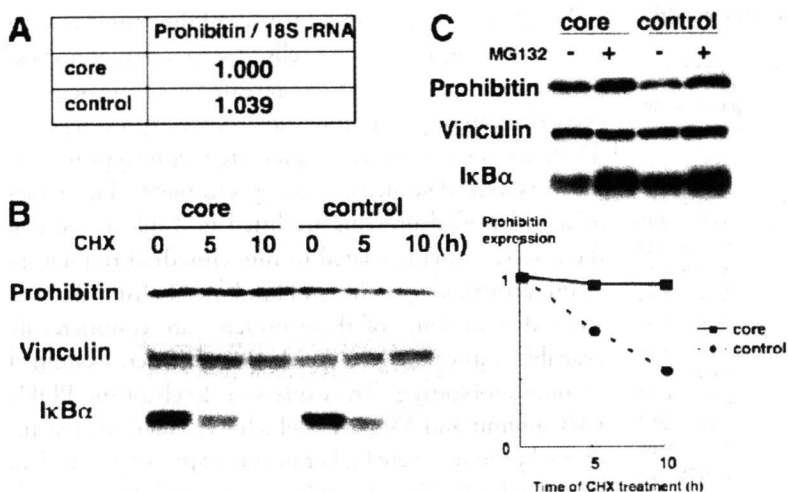 A
Prohibitin / 18S rRNA
core 1.000
control 1.039
B
core control
CHX 0 5 10 0 5 10 (h)
Prohibitin
Vinculin
IκBα
C
core control
MG132 - + - +
Prohibitin
Vinculin
IκBα
Prohibitin
expression
1
0
5 10
Time of CHX treatment (h)
core
control